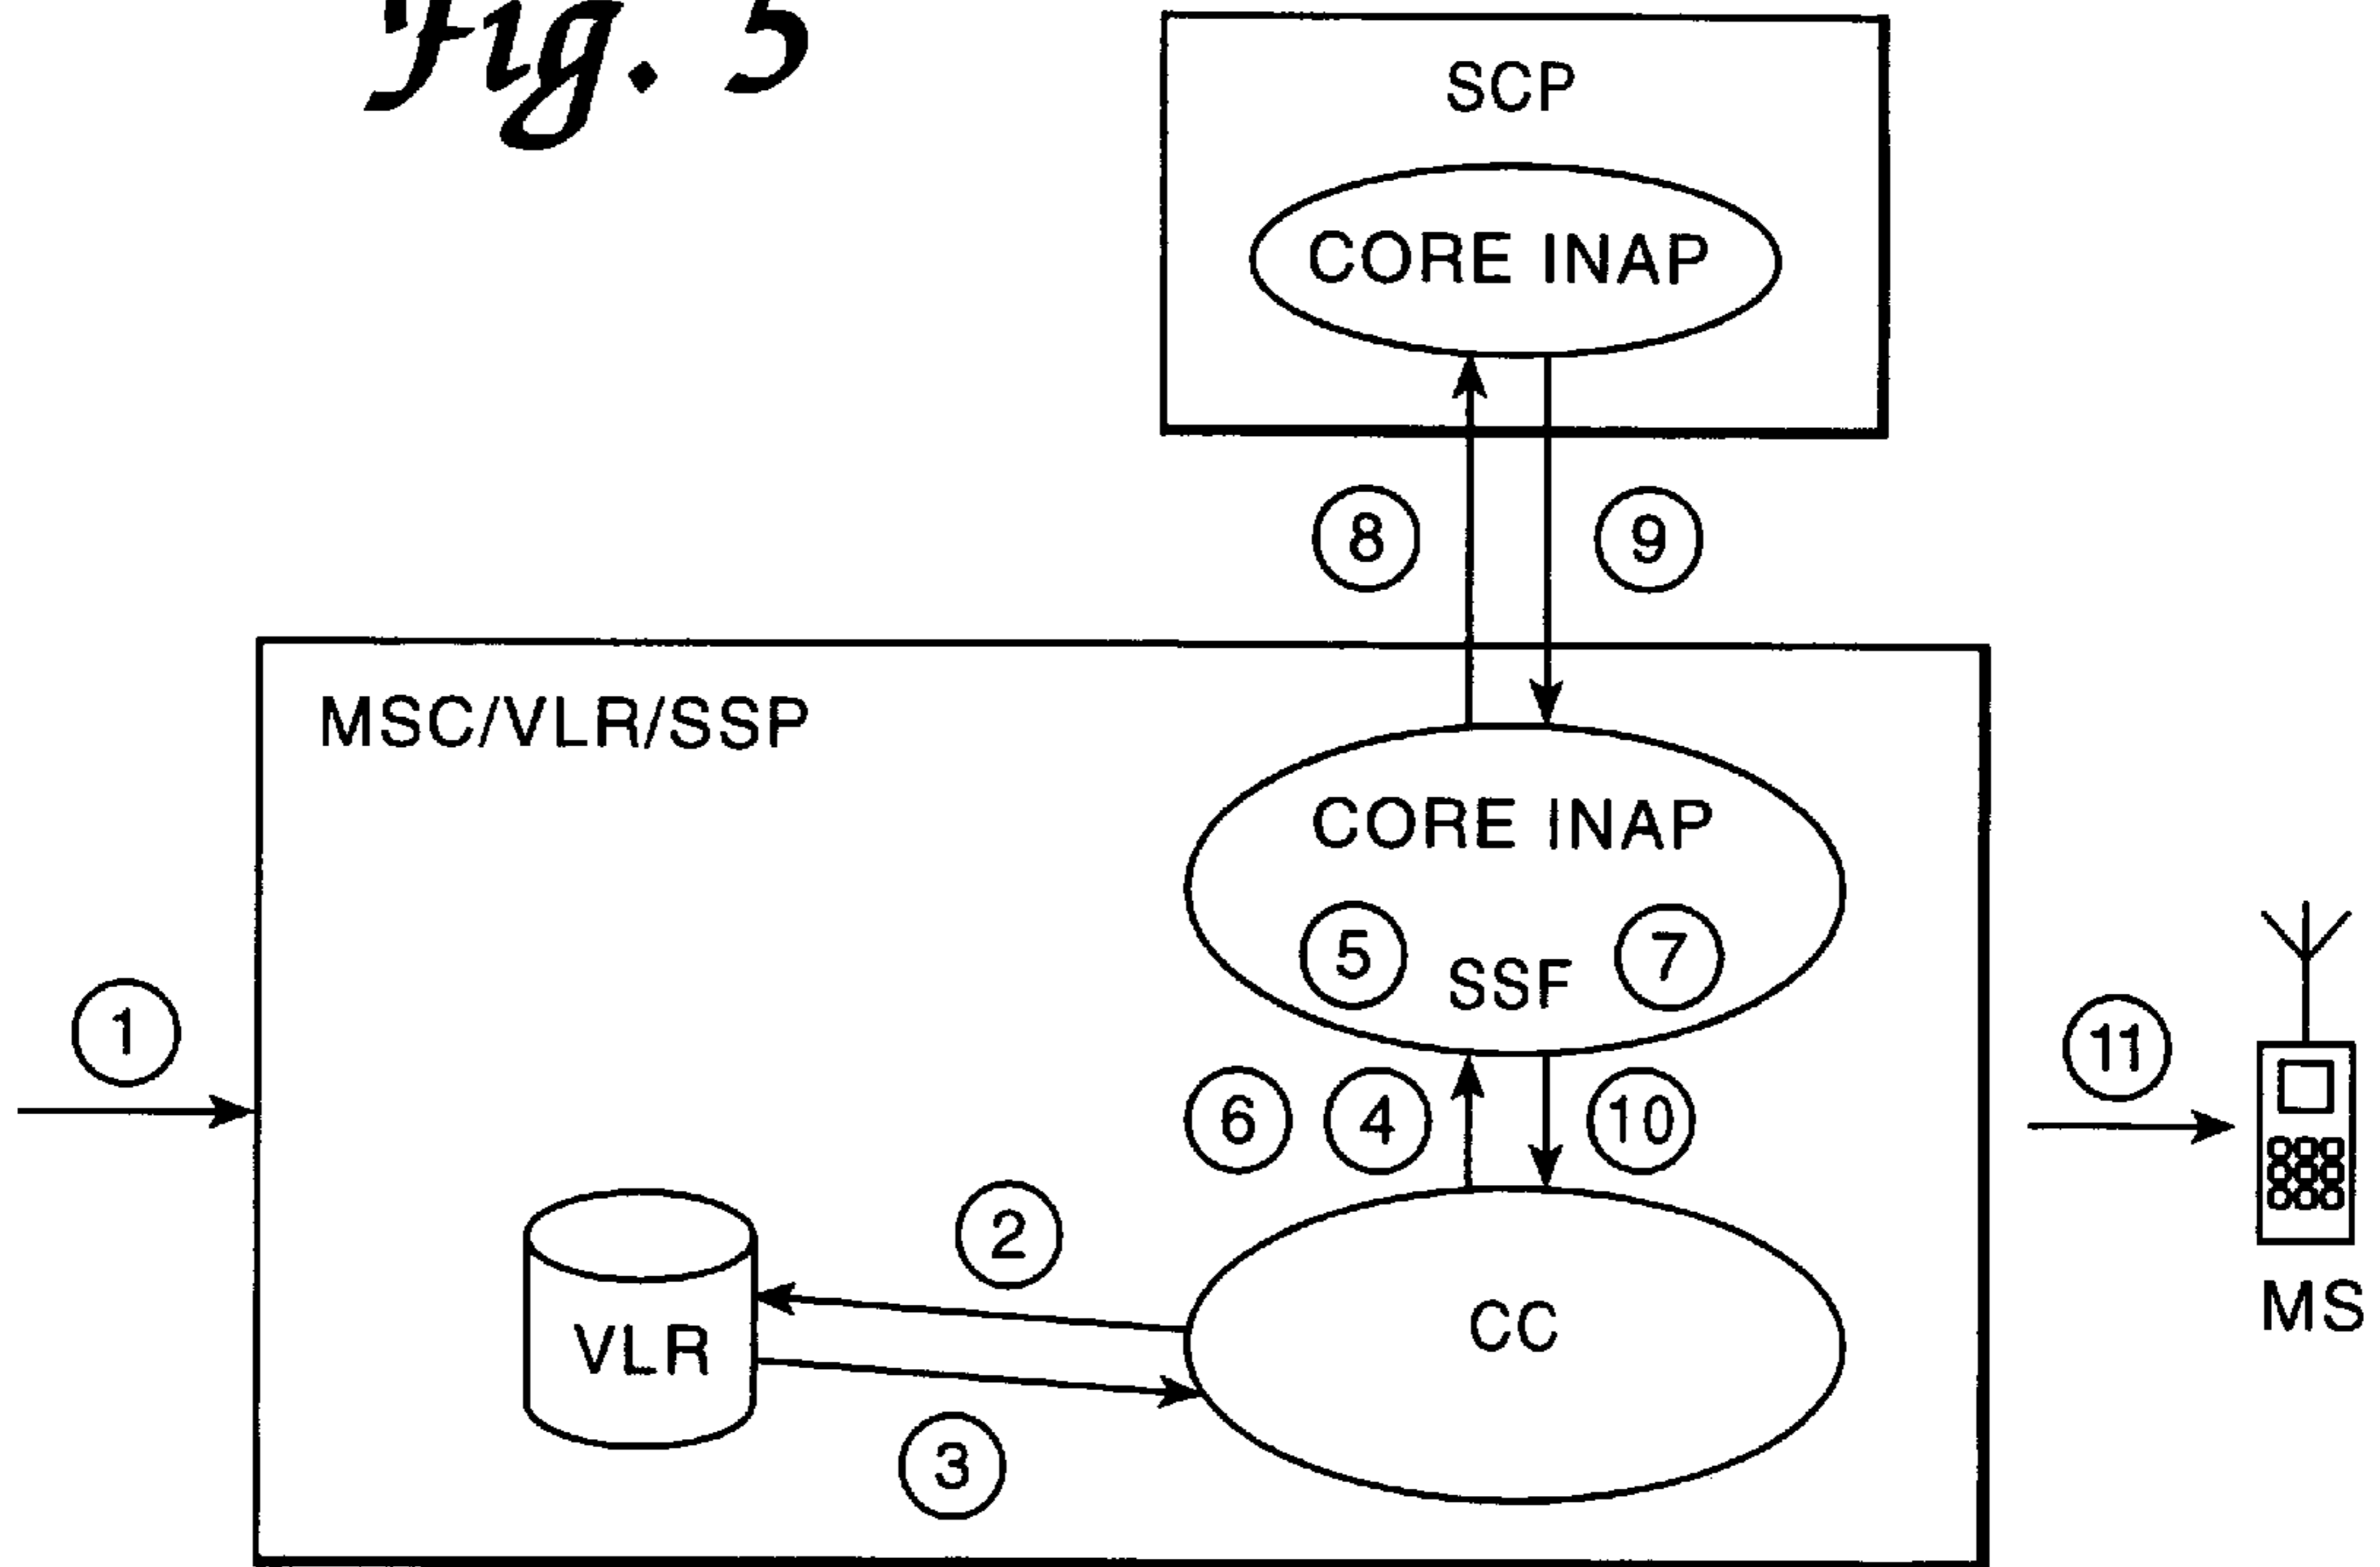 Fig. 5
SCP
CORE INAP
8
9
MSC/VLR/SSP
CORE INAP
5
SSF
7
1
11
6
4
10
2
CC
VLR
MS
3